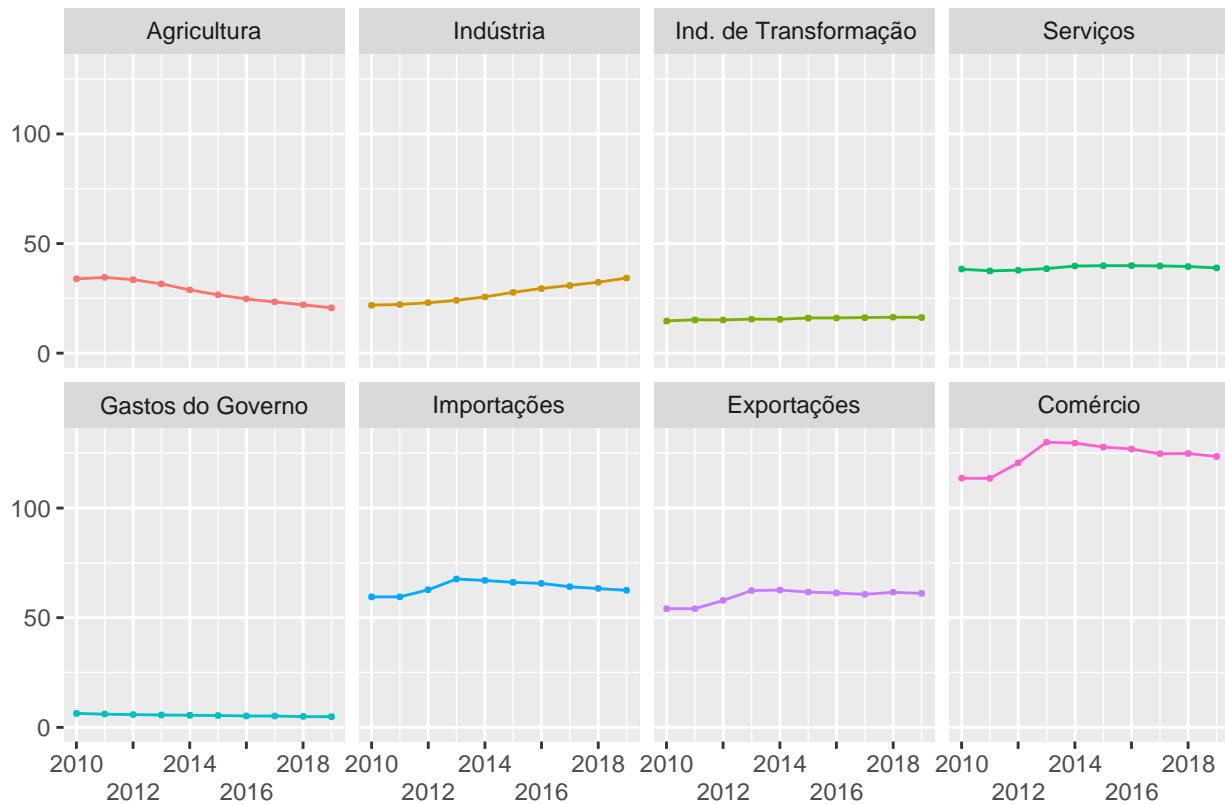 Agricultura
Indústria
Ind. de Transformação
Serviços
100
50
0
Gastos do Governo
Importações
Exportações
Comércio
100
50
0
2010 2014 2018 2010 2014 2018 2010 2014 2018 2010 2014 2018
2012 2016 2012 2016 2012 2016 2012 2016